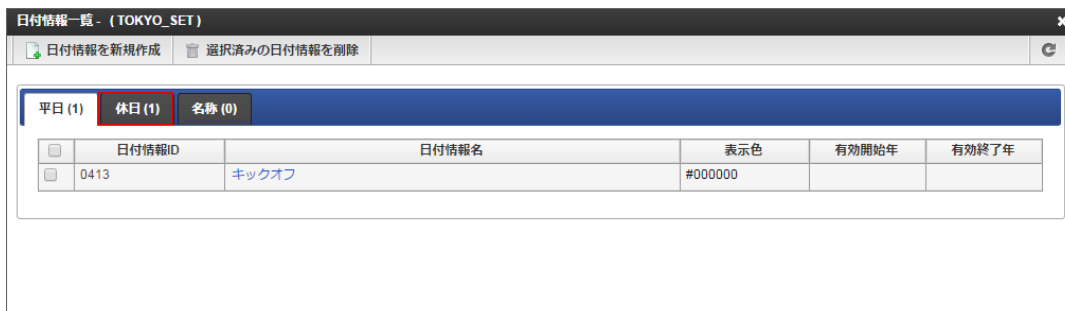 日付情報一覧 - ( TOKYO_SET )
日付情報を新規作成 選択済みの日付情報を削除
平日 (1) 休日 (1) 名称 (0)
日付情報ID 日付情報名 表示色 有効開始年 有効終了年
0413 キックオフ #000000